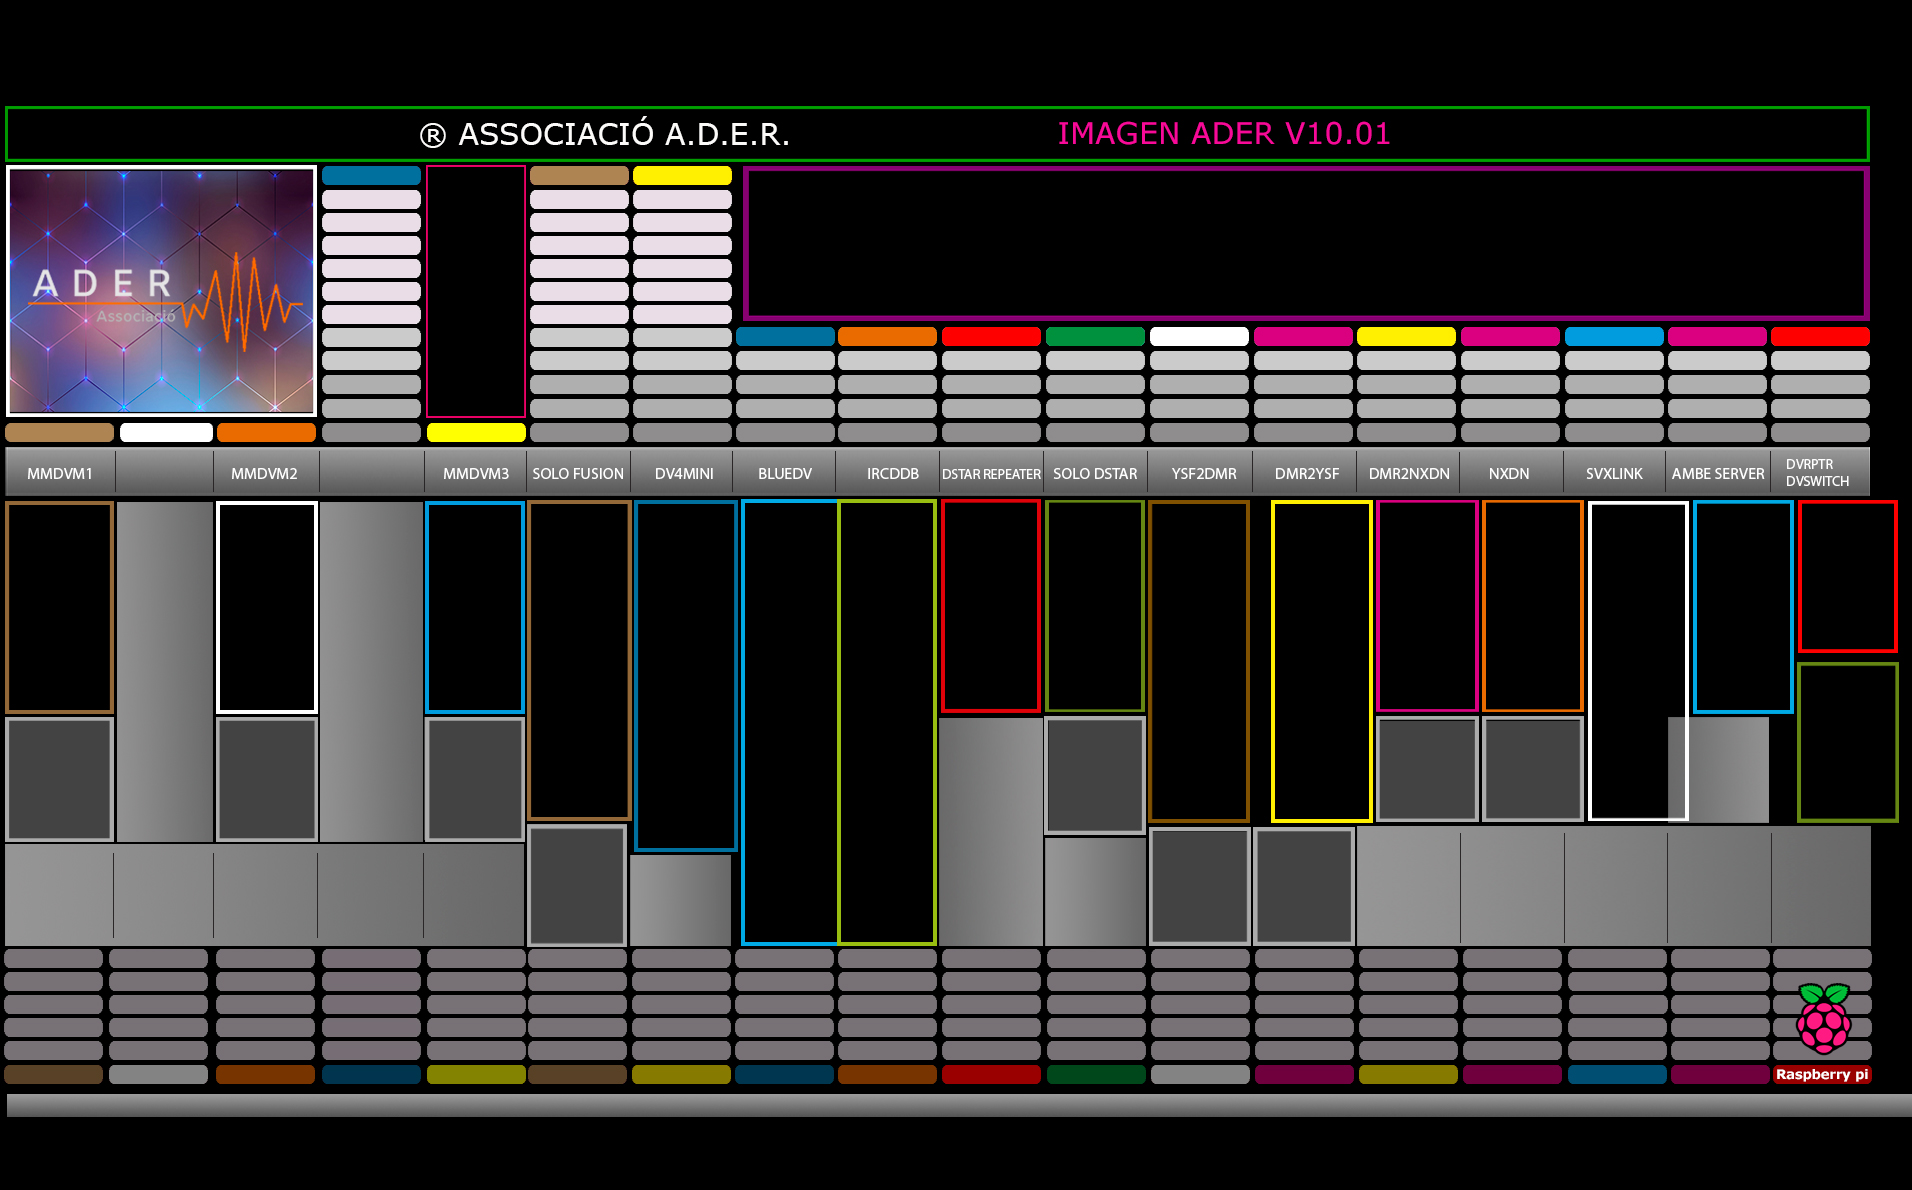 ® ASSOCIACIÓ A.D.E.R.
IMAGEN ADER V10.01
ADER
Associació
MMDVM1
MMDVM2
MMDVM3
SOLO FUSION
DV4MINI
BLUEDV
IRCDDB
DSTAR REPEATER
SOLO DSTAR
YSF2DMR
DMR2YSF
DMR2NXDN
NXDN
SVXLINK
AMBE SERVER
DVRPTR
DVSWITCH
Raspberry pi